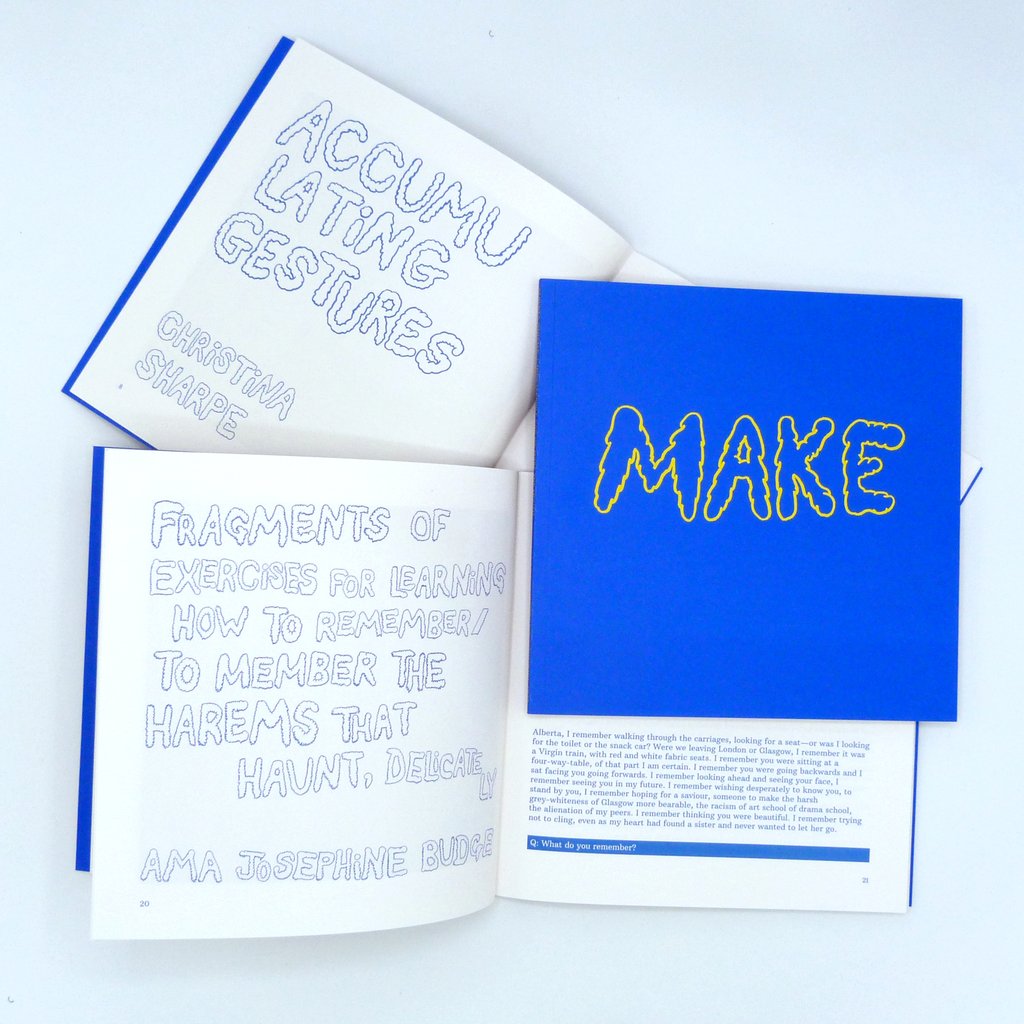 ACCUMU
LATiNG
GESTURES
CHRiSTiNA
SHARPE
8
MAKE
FRAGMENTS OF
EXERCiSES FOR LEARNiNG
HOW TO REMEMBER/
TO MEMBER THE
HAREMS THAT
HAUNT, DELiCATE
LY
AMA JOSEPHiNE BUDGE
20
Alberta, I remember walking through the carriages, looking for a seat—or was I looking
for the toilet or the snack car? Were we leaving London or Glasgow, I remember it was
a Virgin train, with red and white fabric seats. I remember you were sitting at a
four-way-table, of that part I am certain. I remember you were going backwards and I
sat facing you going forwards. I remember looking ahead and seeing your face, I
remember seeing you in my future. I remember wishing desperately to know you, to
stand by you, I remember hoping for a saviour, someone to make the harsh
grey-whiteness of Glasgow more bearable, the racism of art school of drama school,
the alienation of my peers. I remember thinking you were beautiful. I remember trying
not to cling, even as my heart had found a sister and never wanted to let her go.
Q: What do you remember?
21